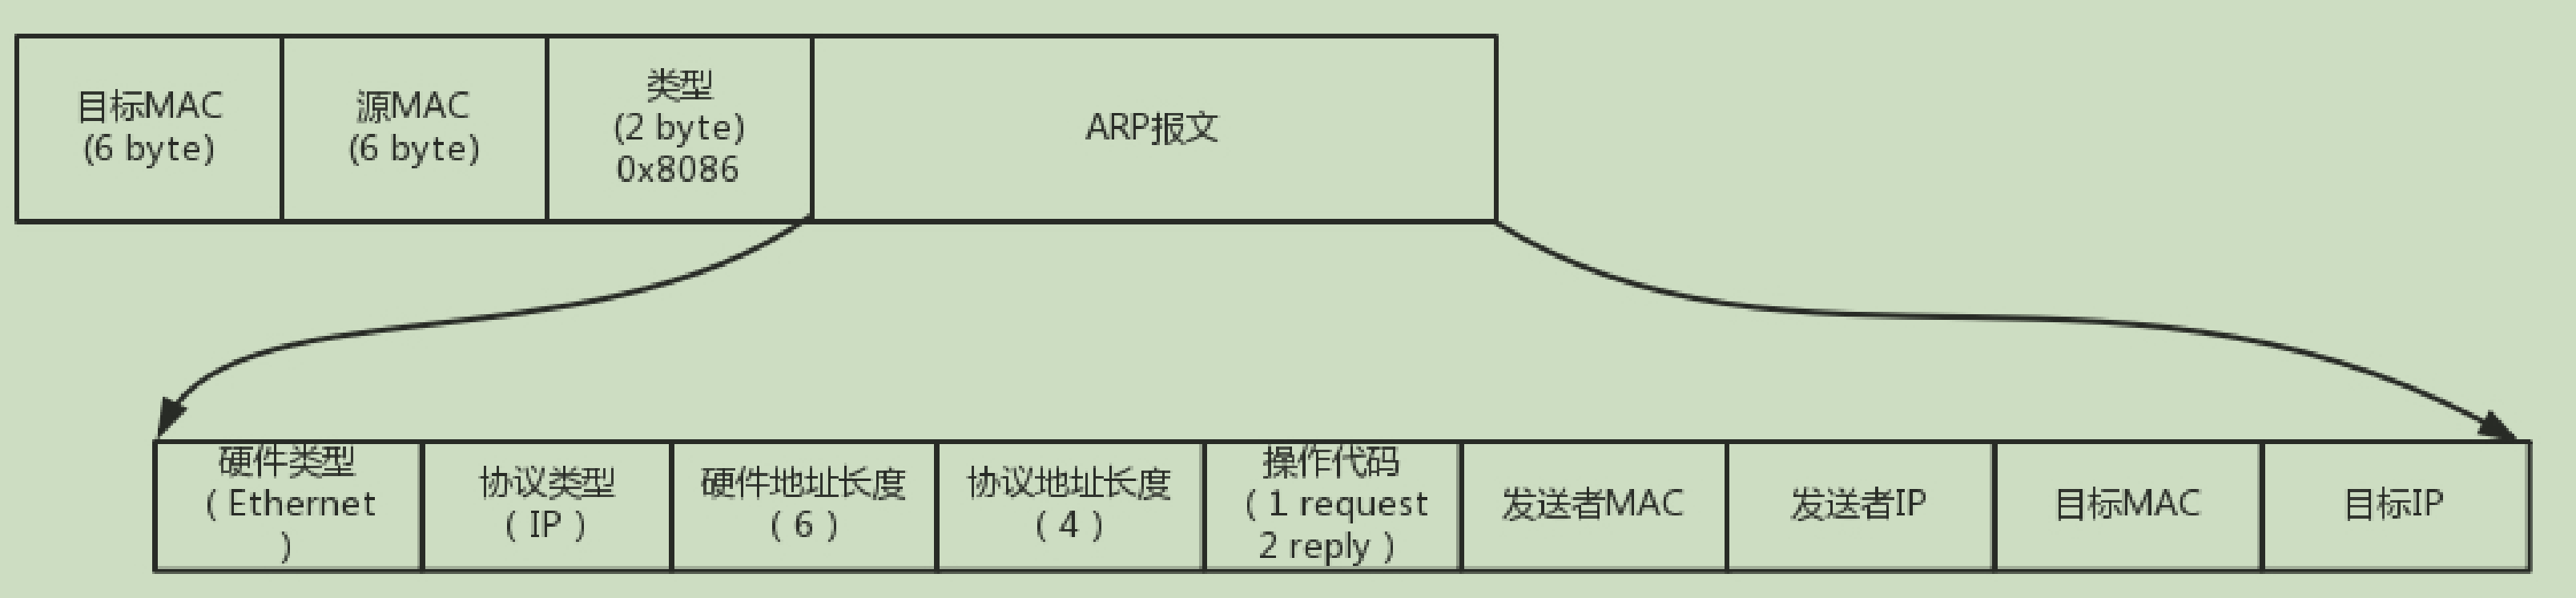 目标MAC
(6 byte)
源MAC
(6 byte)
类型
(2 byte)
0x8086
ARP报文
硬件类型
( Ethernet
)
协议类型
( IP )
硬件地址长度
( 6 )
协议地址长度
( 4 )
操作代码
( 1 request
2 reply )
发送者MAC
发送者IP
目标MAC
目标IP